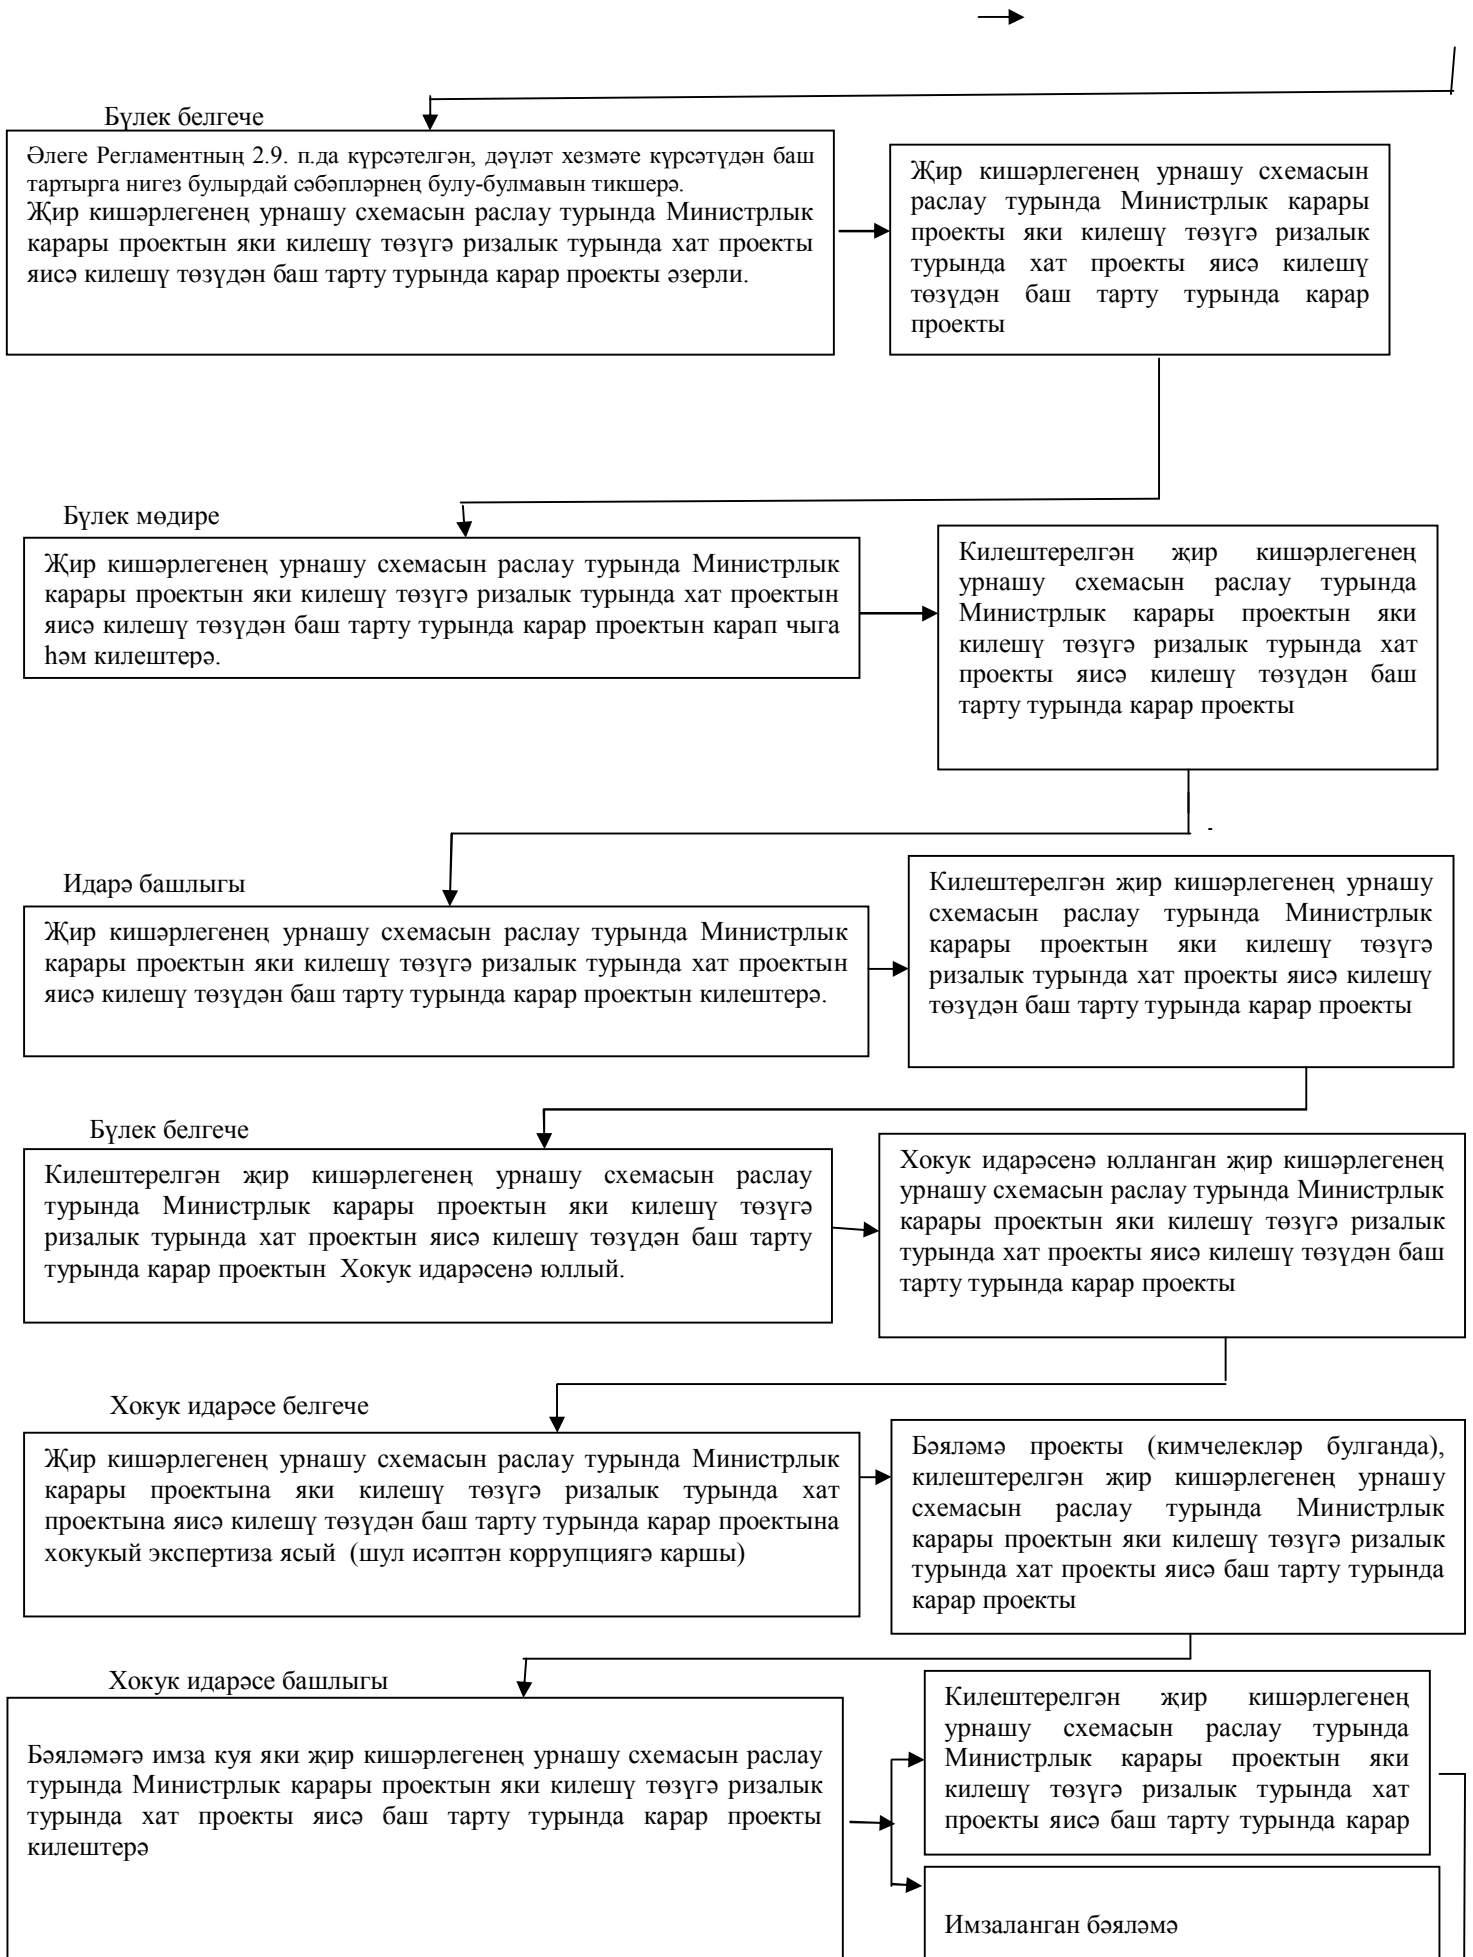 Бүлек белгече
Әлеге Регламентның 2.9. п.да күрсәтелгән, дәүләт хезмәте күрсәтүдән баш
тартырга нигез булырдай сәбәпләрнең булу-булмавын тикшерә.
Җир кишәрлегенең урнашу схемасын раслау турында Министрлык
карары проектын яки килешү төзүгә ризалык турында хат проекты
яисә килешү төзүдән баш тарту турында карар проекты әзерли.
Җир кишәрлегенең урнашу схемасын
раслау турында Министрлык карары
проекты яки килешү төзүгә ризалык
турында хат проекты яисә килешү
төзүдән баш тарту турында карар
проекты
Бүлек мөдире
Җир кишәрлегенең урнашу схемасын раслау турында Министрлык
карары проектын яки килешү төзүгә ризалык турында хат проектын
яисә килешү төзүдән баш тарту турында карар проектын карап чыга
һәм килештерә.
Килештерелгән җир кишәрлегенең
урнашу схемасын раслау турында
Министрлык карары проектын яки
килешү төзүгә ризалык турында хат
проекты яисә килешү төзүдән баш
тарту турында карар проекты
-
Идарә башлыгы
Җир кишәрлегенең урнашу схемасын раслау турында Министрлык
карары проектын яки килешү төзүгә ризалык турында хат проектын
яисә килешү төзүдән баш тарту турында карар проектын килештерә.
Килештерелгән җир кишәрлегенең урнашу
схемасын раслау турында Министрлык
карары проектын яки килешү төзүгә
ризалык турында хат проекты яисә килешү
төзүдән баш тарту турында карар проекты
Бүлек белгече
Килештерелгән җир кишәрлегенең урнашу схемасын раслау
турында Министрлык карары проектын яки килешү төзүгә
ризалык турында хат проектын яисә килешү төзүдән баш тарту
турында карар проектын Хокук идарәсенә юллый.
Хокук идарәсенә юлланган җир кишәрлегенең
урнашу схемасын раслау турында Министрлык
карары проектын яки килешү төзүгә ризалык
турында хат проекты яисә килешү төзүдән баш
тарту турында карар проекты
Хокук идарәсе белгече
Җир кишәрлегенең урнашу схемасын раслау турында Министрлык
карары проектына яки килешү төзүгә ризалык турында хат
проектына яисә килешү төзүдән баш тарту турында карар проектына
хокукый экспертиза ясый (шул исәптән коррупциягә каршы)
Бәяләмә проекты (кимчелекләр булганда),
килештерелгән җир кишәрлегенең урнашу
схемасын раслау турында Министрлык
карары проектын яки килешү төзүгә ризалык
турында хат проекты яисә баш тарту турында
карар проекты
Хокук идарәсе башлыгы
Бәяләмәгә имза куя яки җир кишәрлегенең урнашу схемасын раслау
турында Министрлык карары проектын яки килешү төзүгә ризалык
турында хат проекты яисә баш тарту турында карар проекты
килештерә
Килештерелгән җир кишәрлегенең
урнашу схемасын раслау турында
Министрлык карары проектын яки
килешү төзүгә ризалык турында хат
проекты яисә баш тарту турында карар
Имзаланган бәяләмә